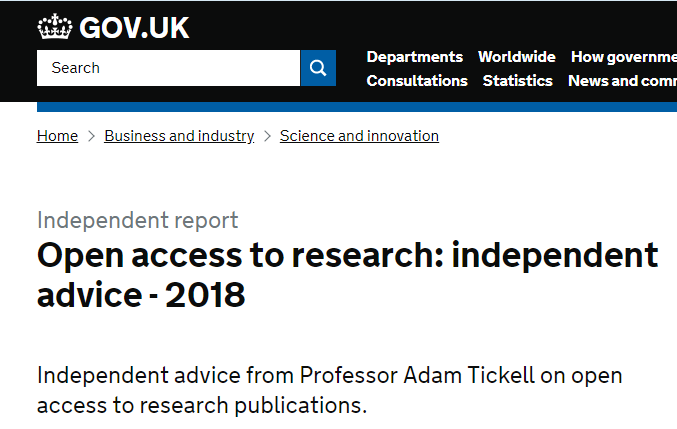 GOV.UK
Search
Departments Worldwide How governme
Consultations Statistics News and comm
Home > Business and industry > Science and innovation
Independent report
Open access to research: independent
advice - 2018
Independent advice from Professor Adam Tickell on open
access to research publications.